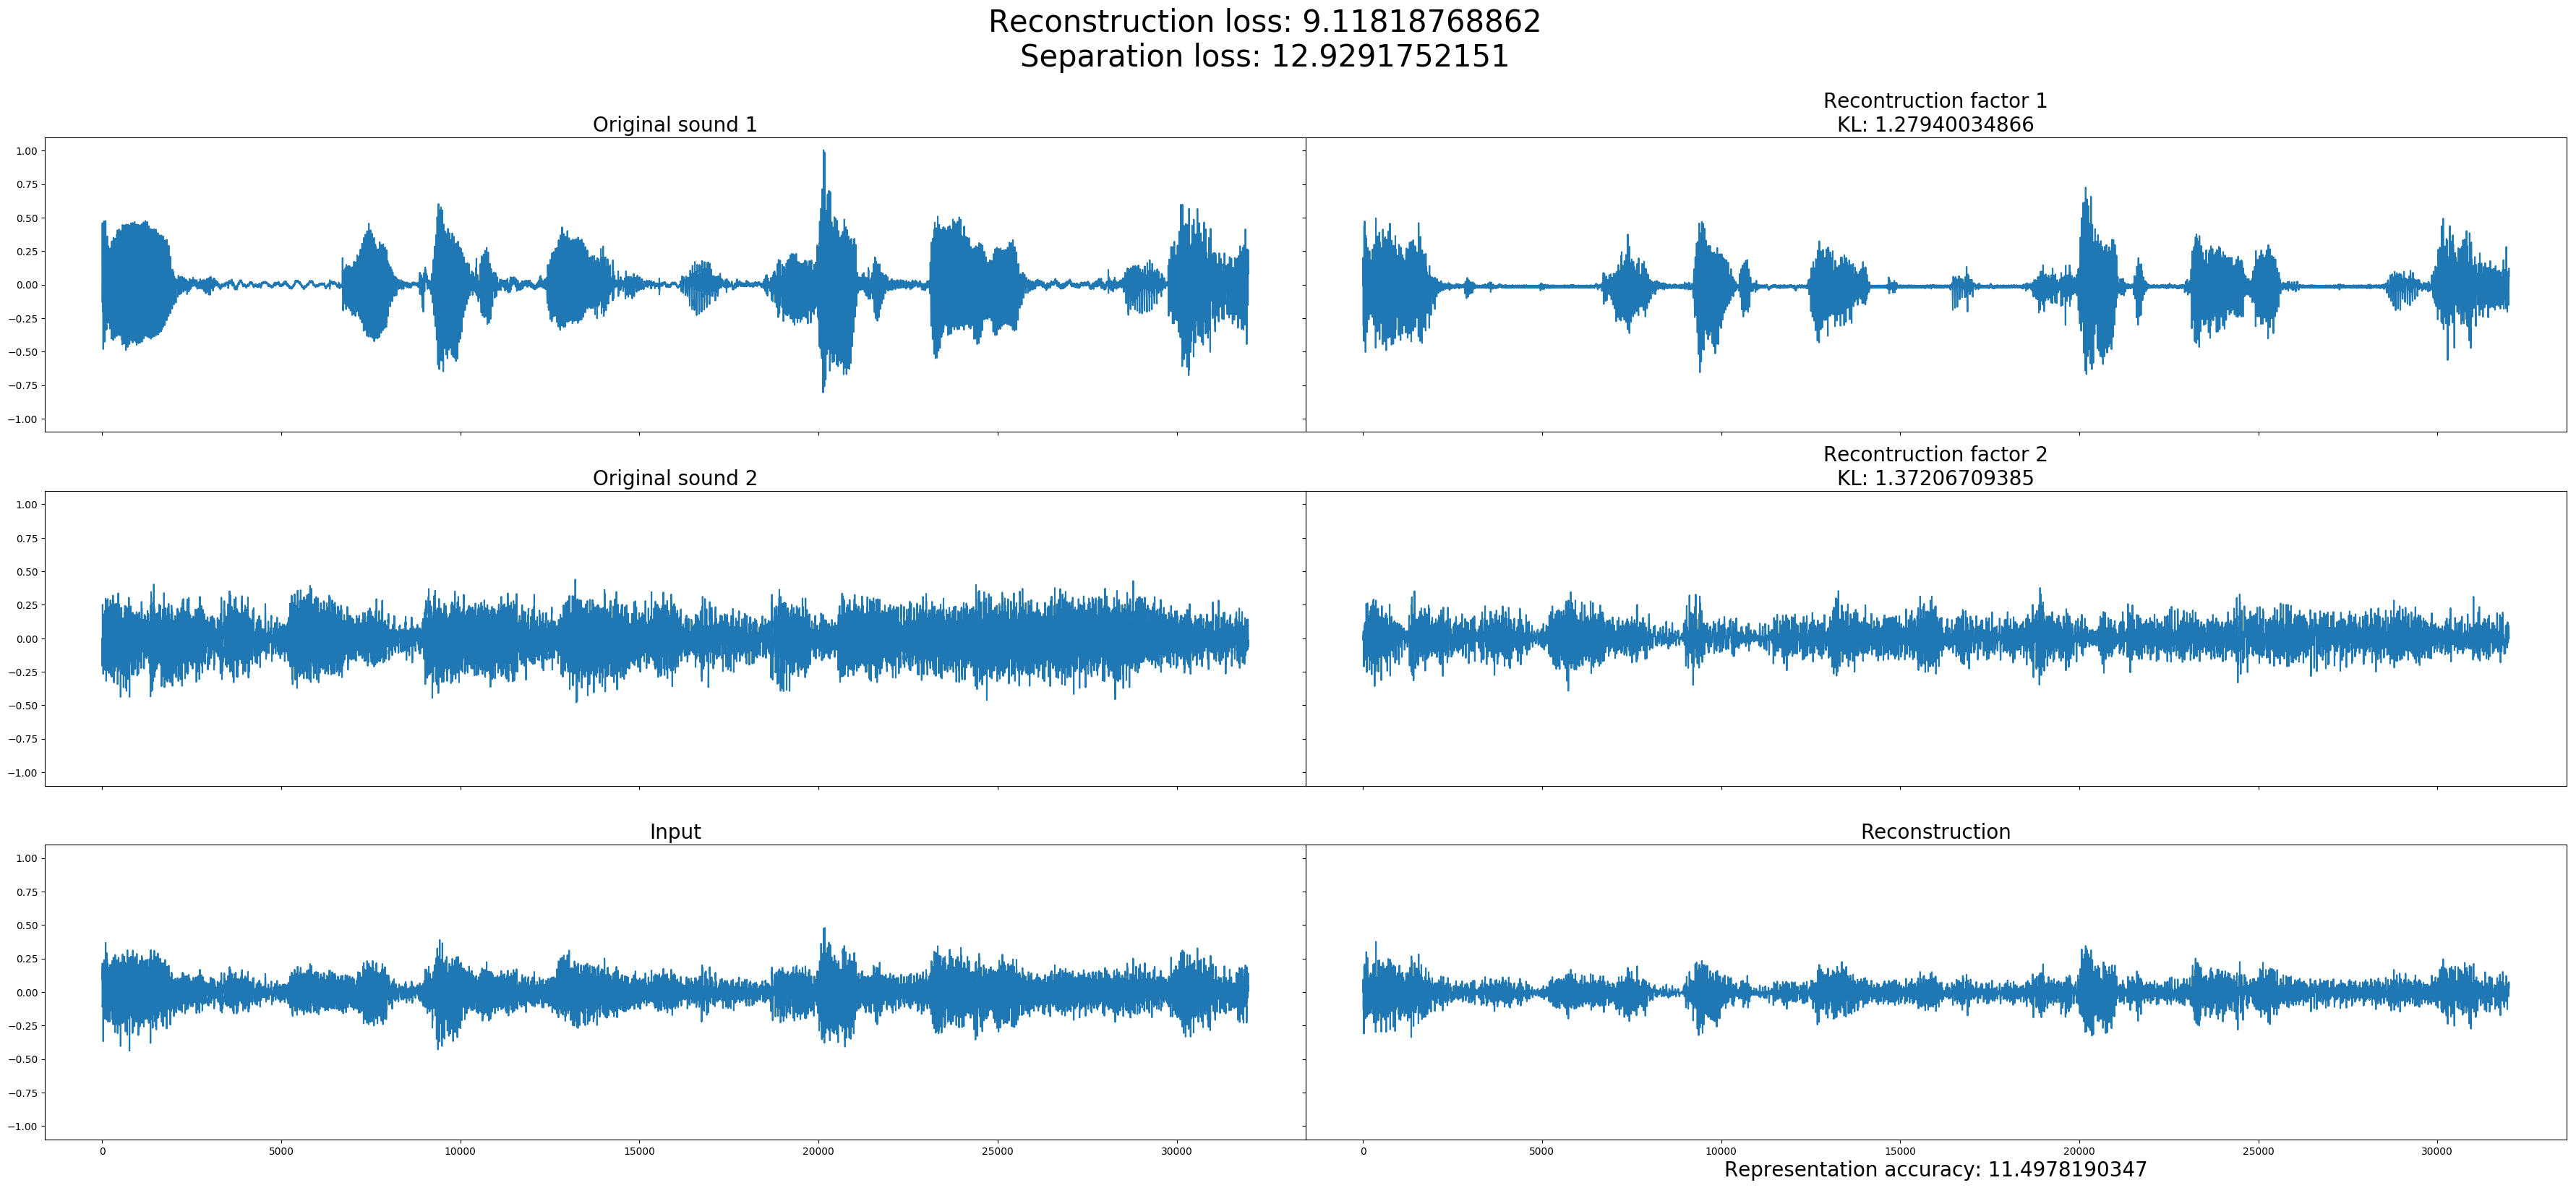 Reconstruction loss: 9.11818768862
Separation loss: 12.9291752151
Original sound 1
Recontruction factor 1
KL: 1.27940034866
1.00
0.75
0.50
0.25
0.00
−0.25
−0.50
−0.75
−1.00
Original sound 2
Recontruction factor 2
KL: 1.37206709385
1.00
0.75
0.50
0.25
0.00
−0.25
−0.50
−0.75
−1.00
Input
Reconstruction
1.00
0.75
0.50
0.25
0.00
−0.25
−0.50
−0.75
−1.00
0 5000 10000 15000 20000 25000 30000
0 5000 10000 15000 20000 25000 30000
Representation accuracy: 11.4978190347